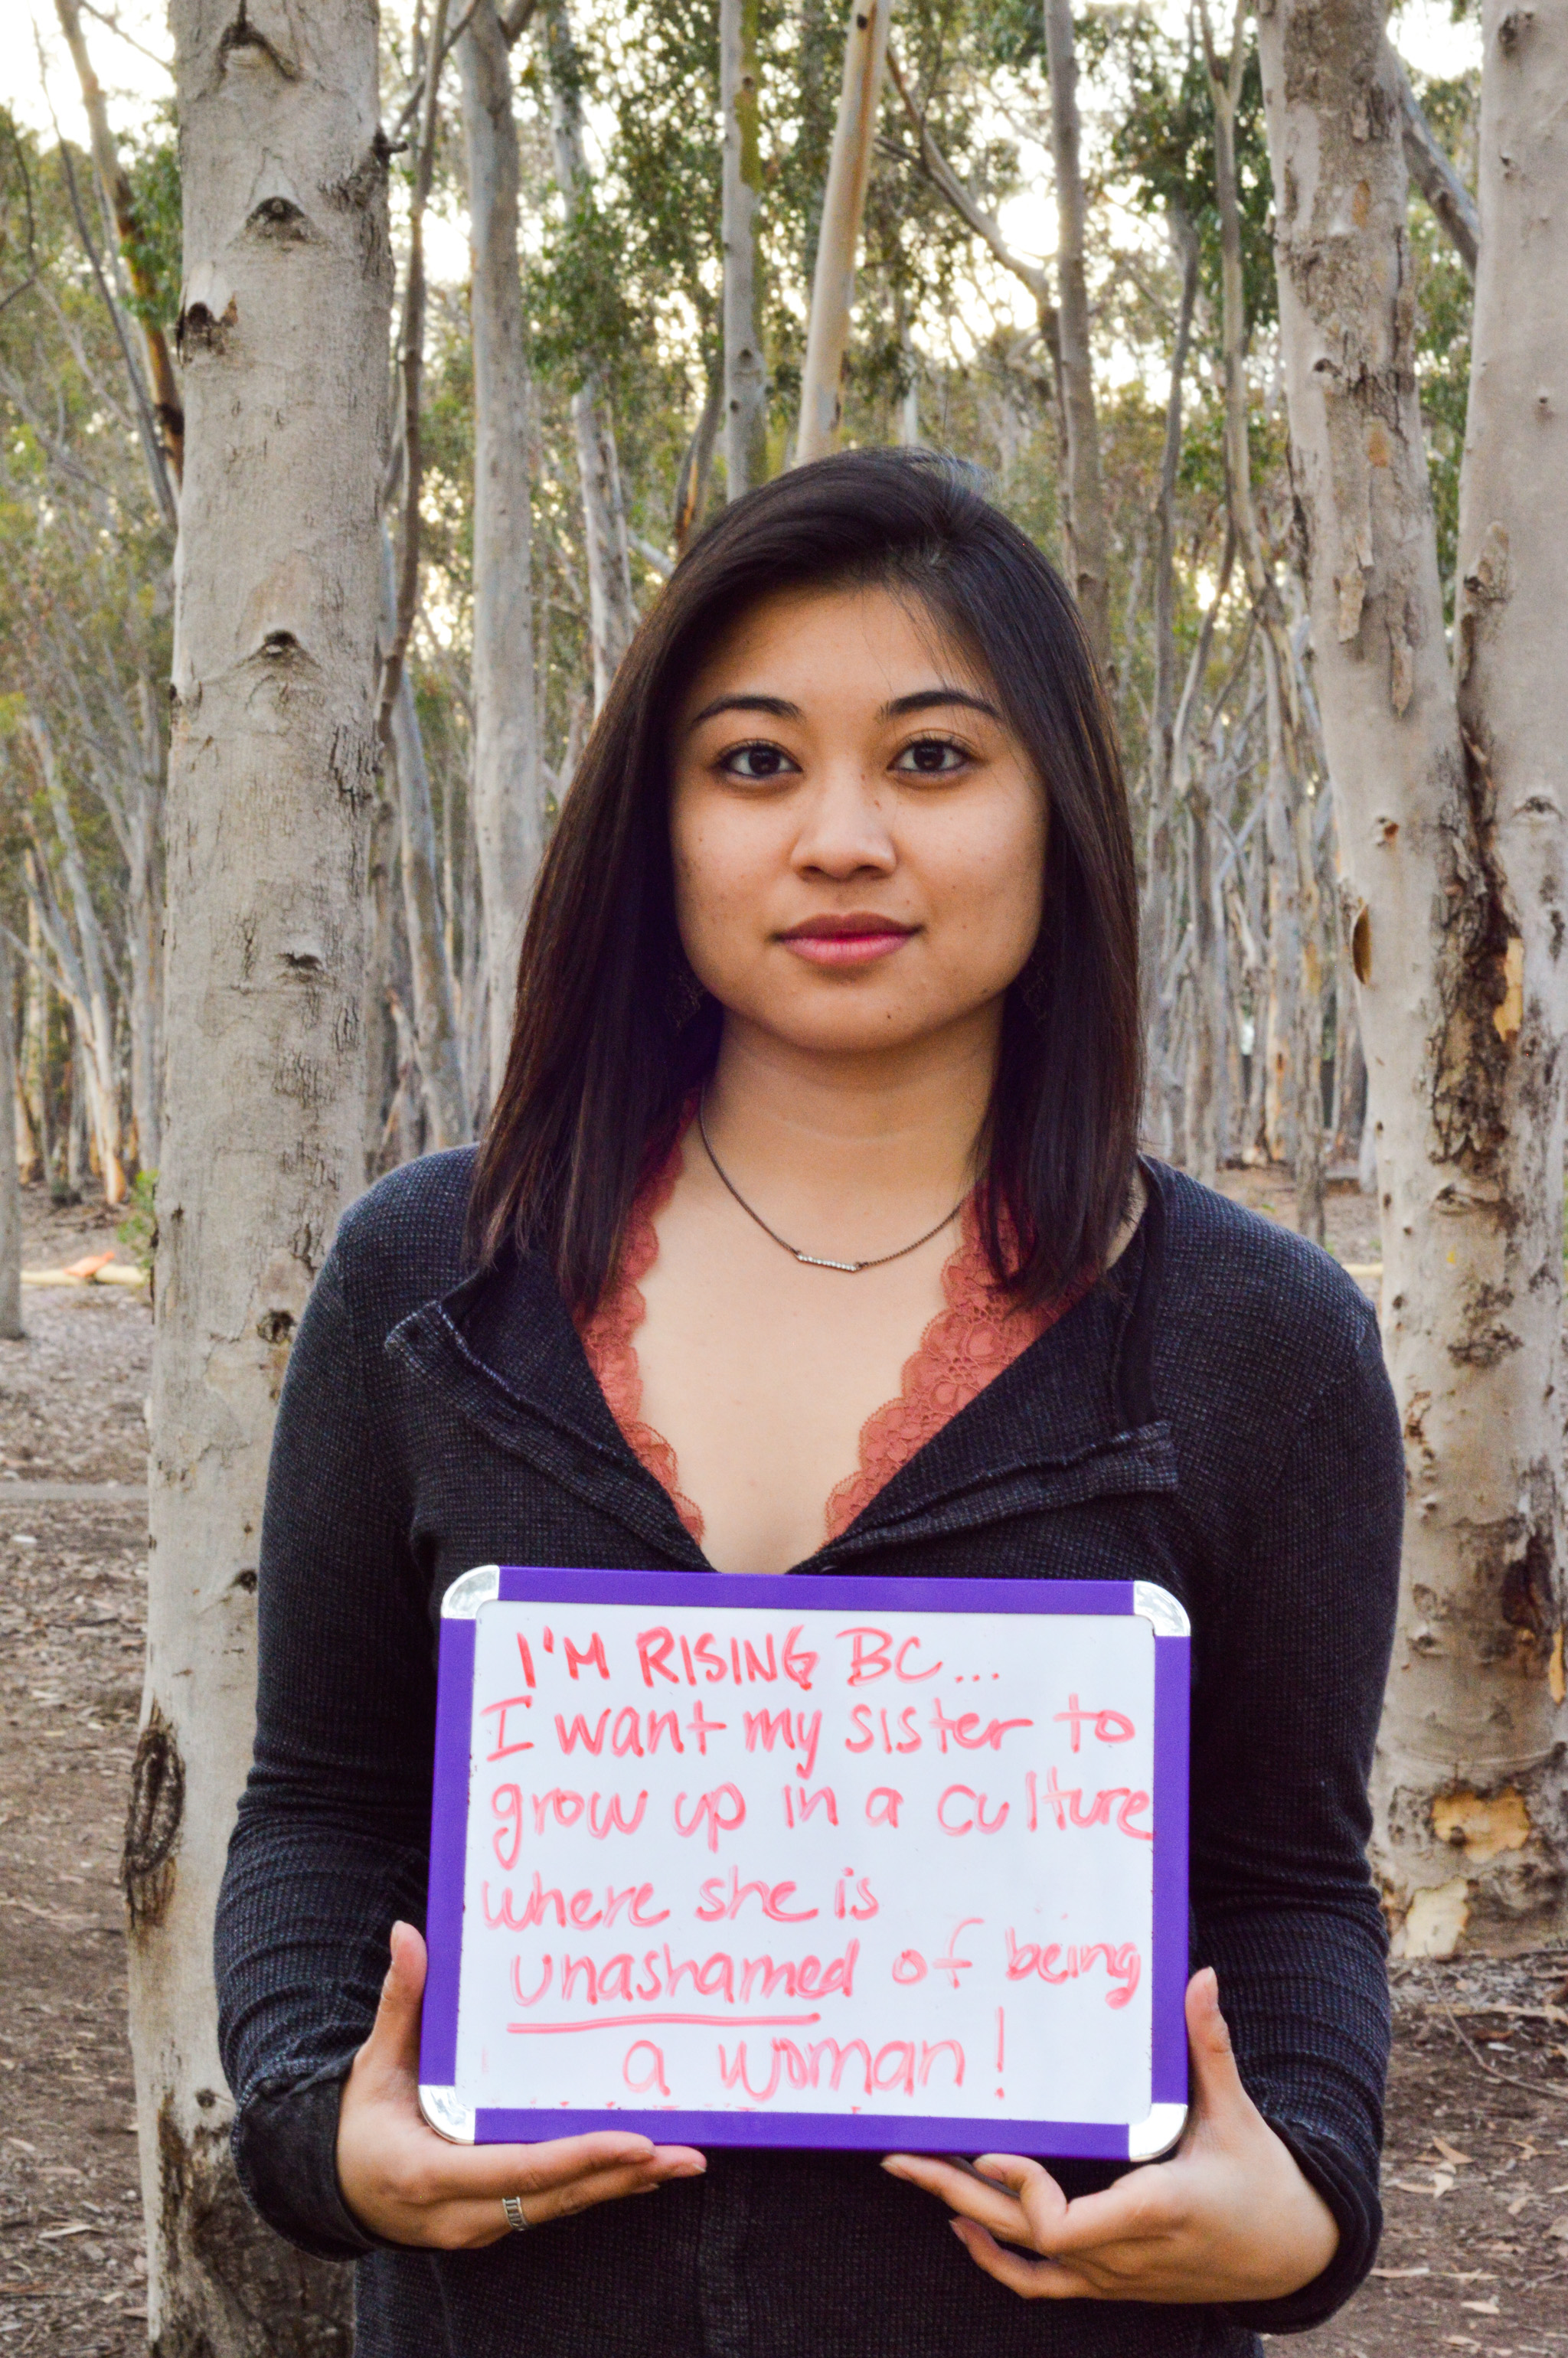 I'M RISING BC...
I want my sister to
grow up in a culture
where she is
unashamed of being
a woman!